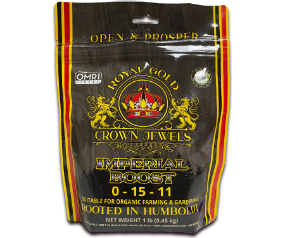 OPEN & PROSPER
OMRI
LISTED
ROYAL GOLD
CROWN JEWELS
IMPERIAL
BOOST
0 - 15 - 11
SUITABLE FOR ORGANIC FARMING & GARDENING
ROOTED IN HUMBOLDT
NET WEIGHT 1 lb (0.45 kg)